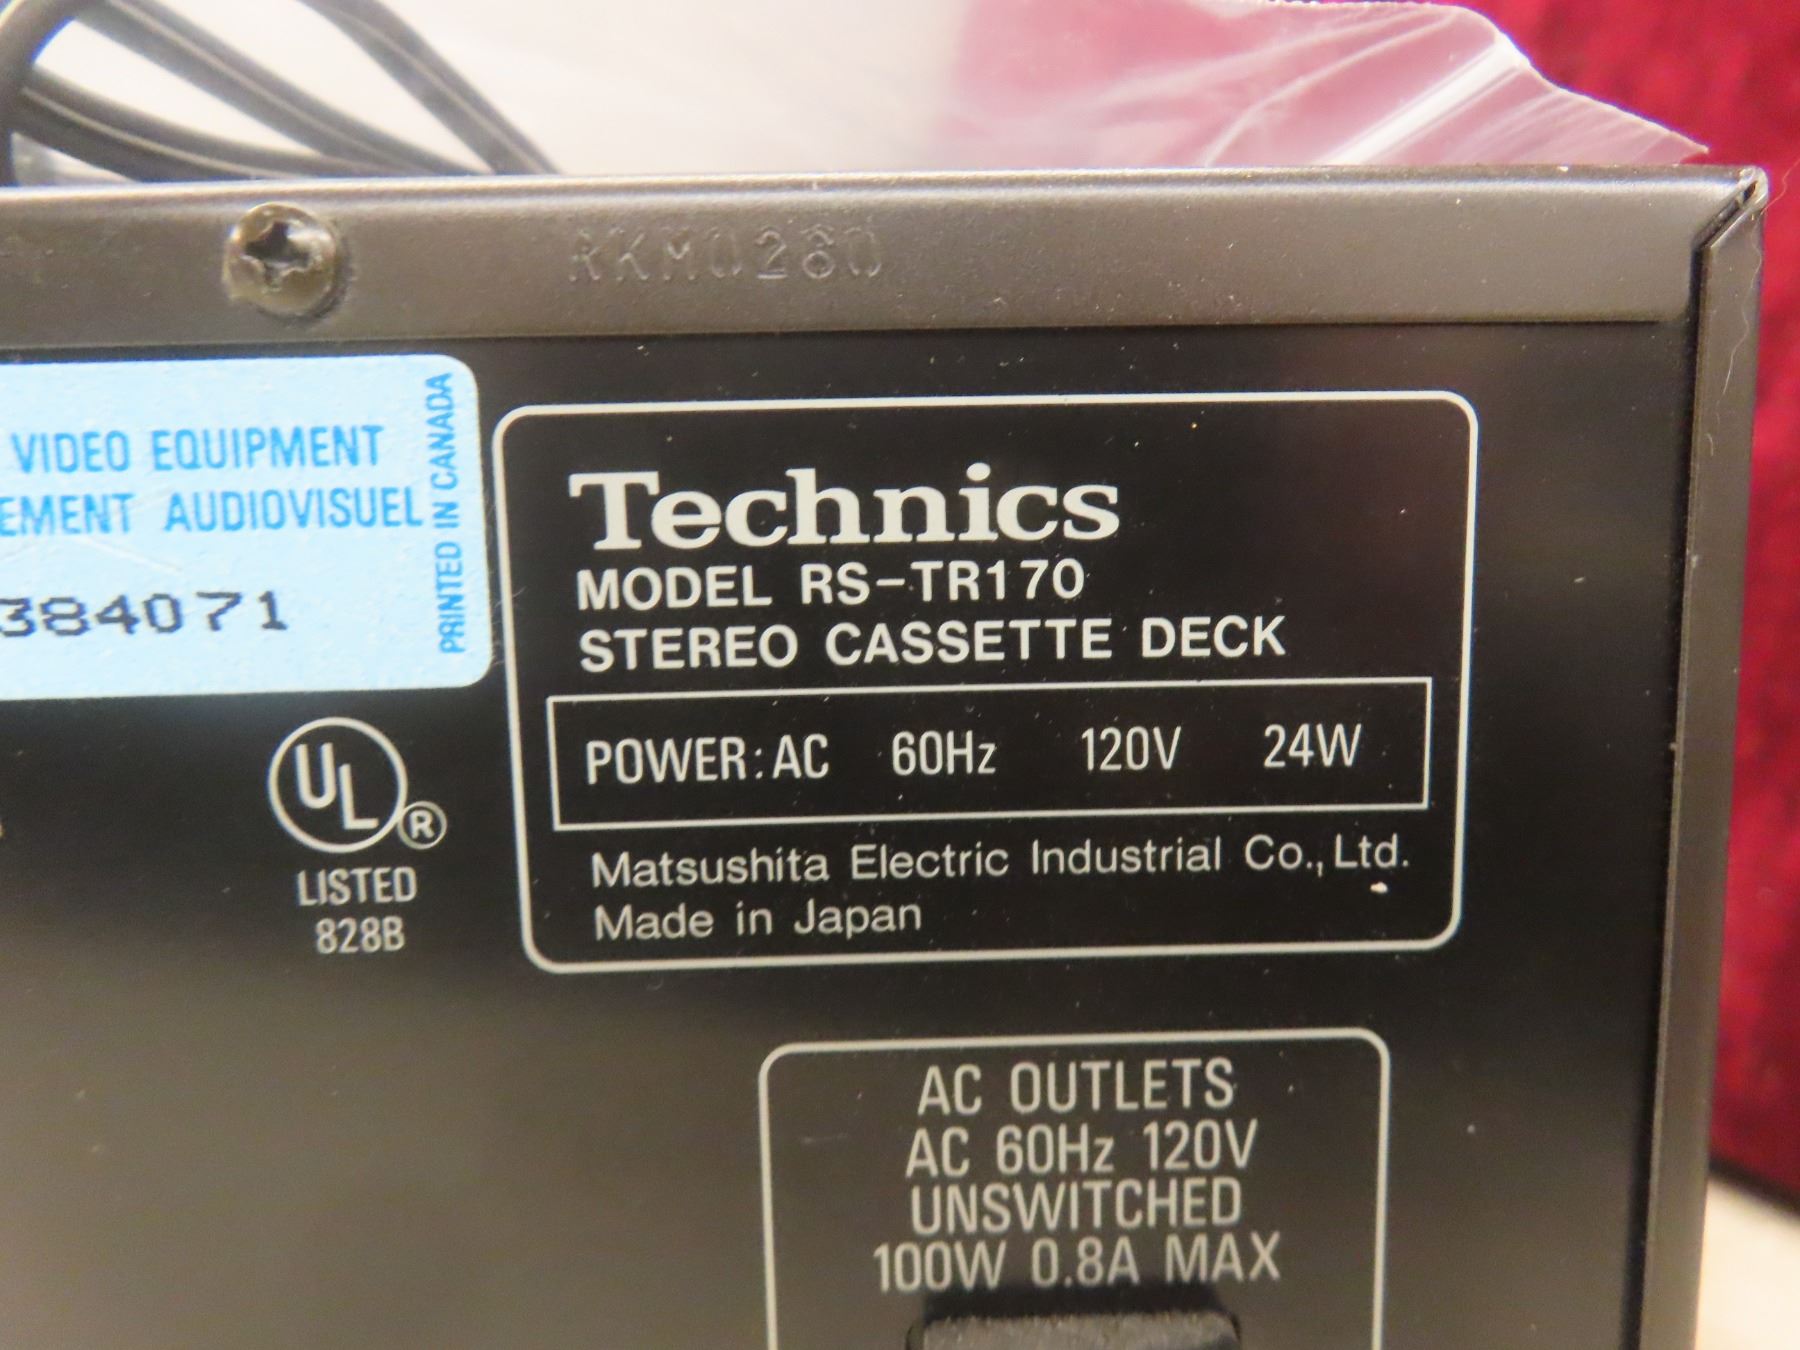 RKM0260
VIDEO EQUIPMENT
EMENT AUDIOVISUEL
384071
PRINTED IN CANADA
UL®
LISTED
828B
Technics
MODEL RS-TR170
STEREO CASSETTE DECK
POWER: AC 60Hz 120V 24W
Matsushita Electric Industrial Co., Ltd.
Made in Japan
AC OUTLETS
AC 60Hz 120V
UNSWITCHED
100W 0.8A MAX